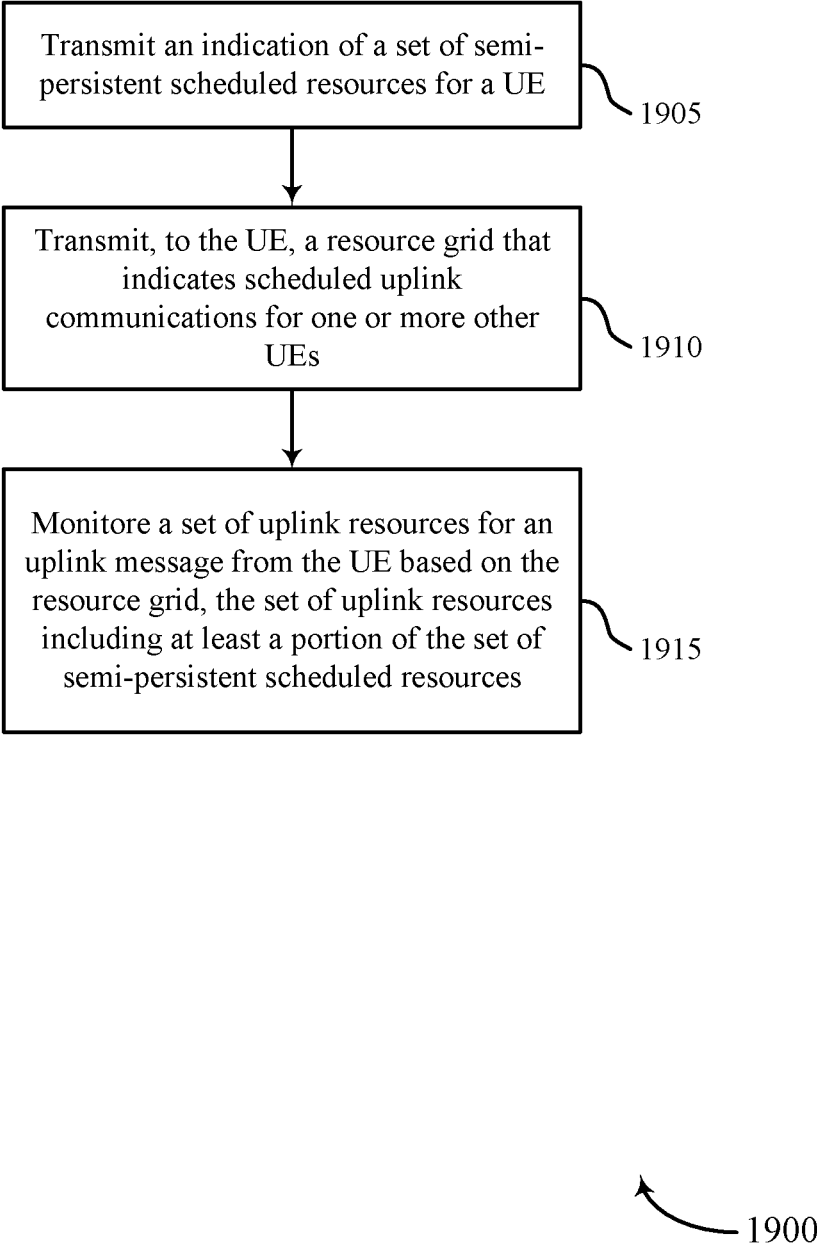 Transmit an indication of a set of semi-
persistent scheduled resources for a UE
1905
Transmit, to the UE, a resource grid that
indicates scheduled uplink
communications for one or more other
UEs
1910
Monitore a set of uplink resources for an
uplink message from the UE based on the
resource grid, the set of uplink resources
including at least a portion of the set of
semi-persistent scheduled resources
1915
1900